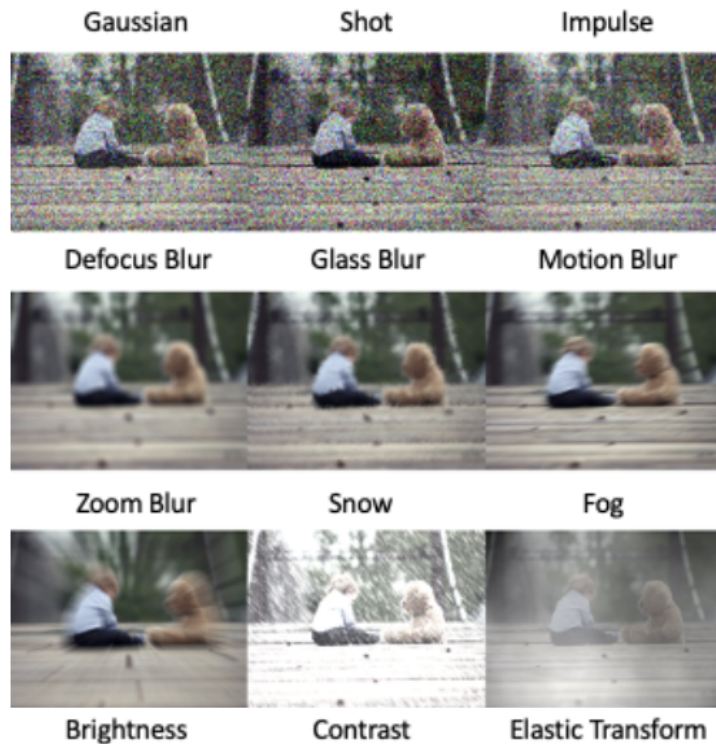 Gaussian Shot Impulse
Defocus Blur Glass Blur Motion Blur
Zoom Blur Snow Fog
Brightness Contrast Elastic Transform